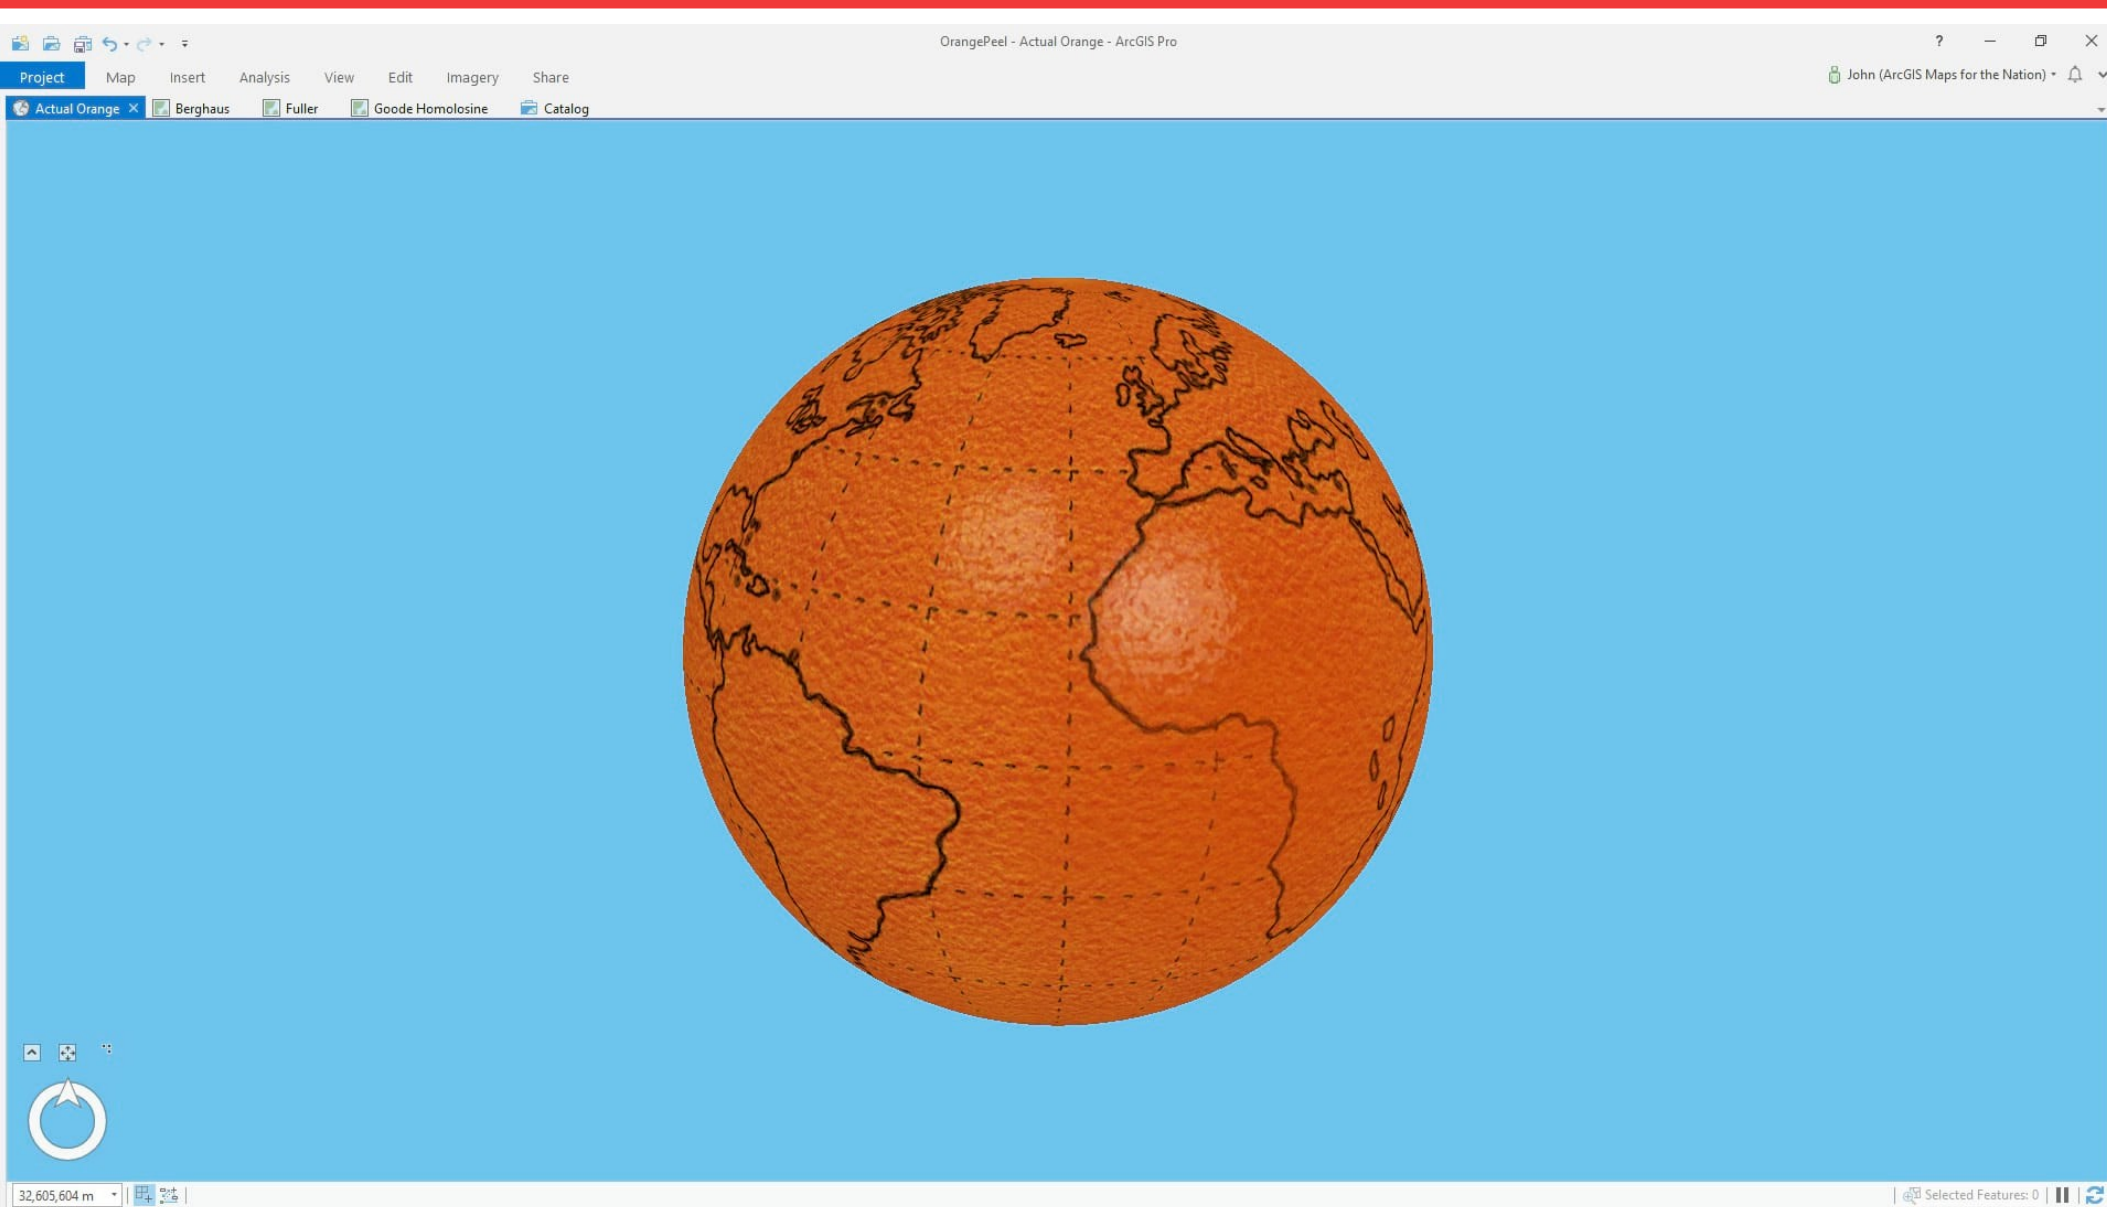 OrangePeel - Actual Orange - ArcGIS Pro
?
Project Map Insert Analysis View Edit Imagery Share
John (ArcGIS Maps for the Nation)
Actual Orange Berghaus Fuller Goode Homolosine Catalog
32,605,604 m
Selected Features: 0